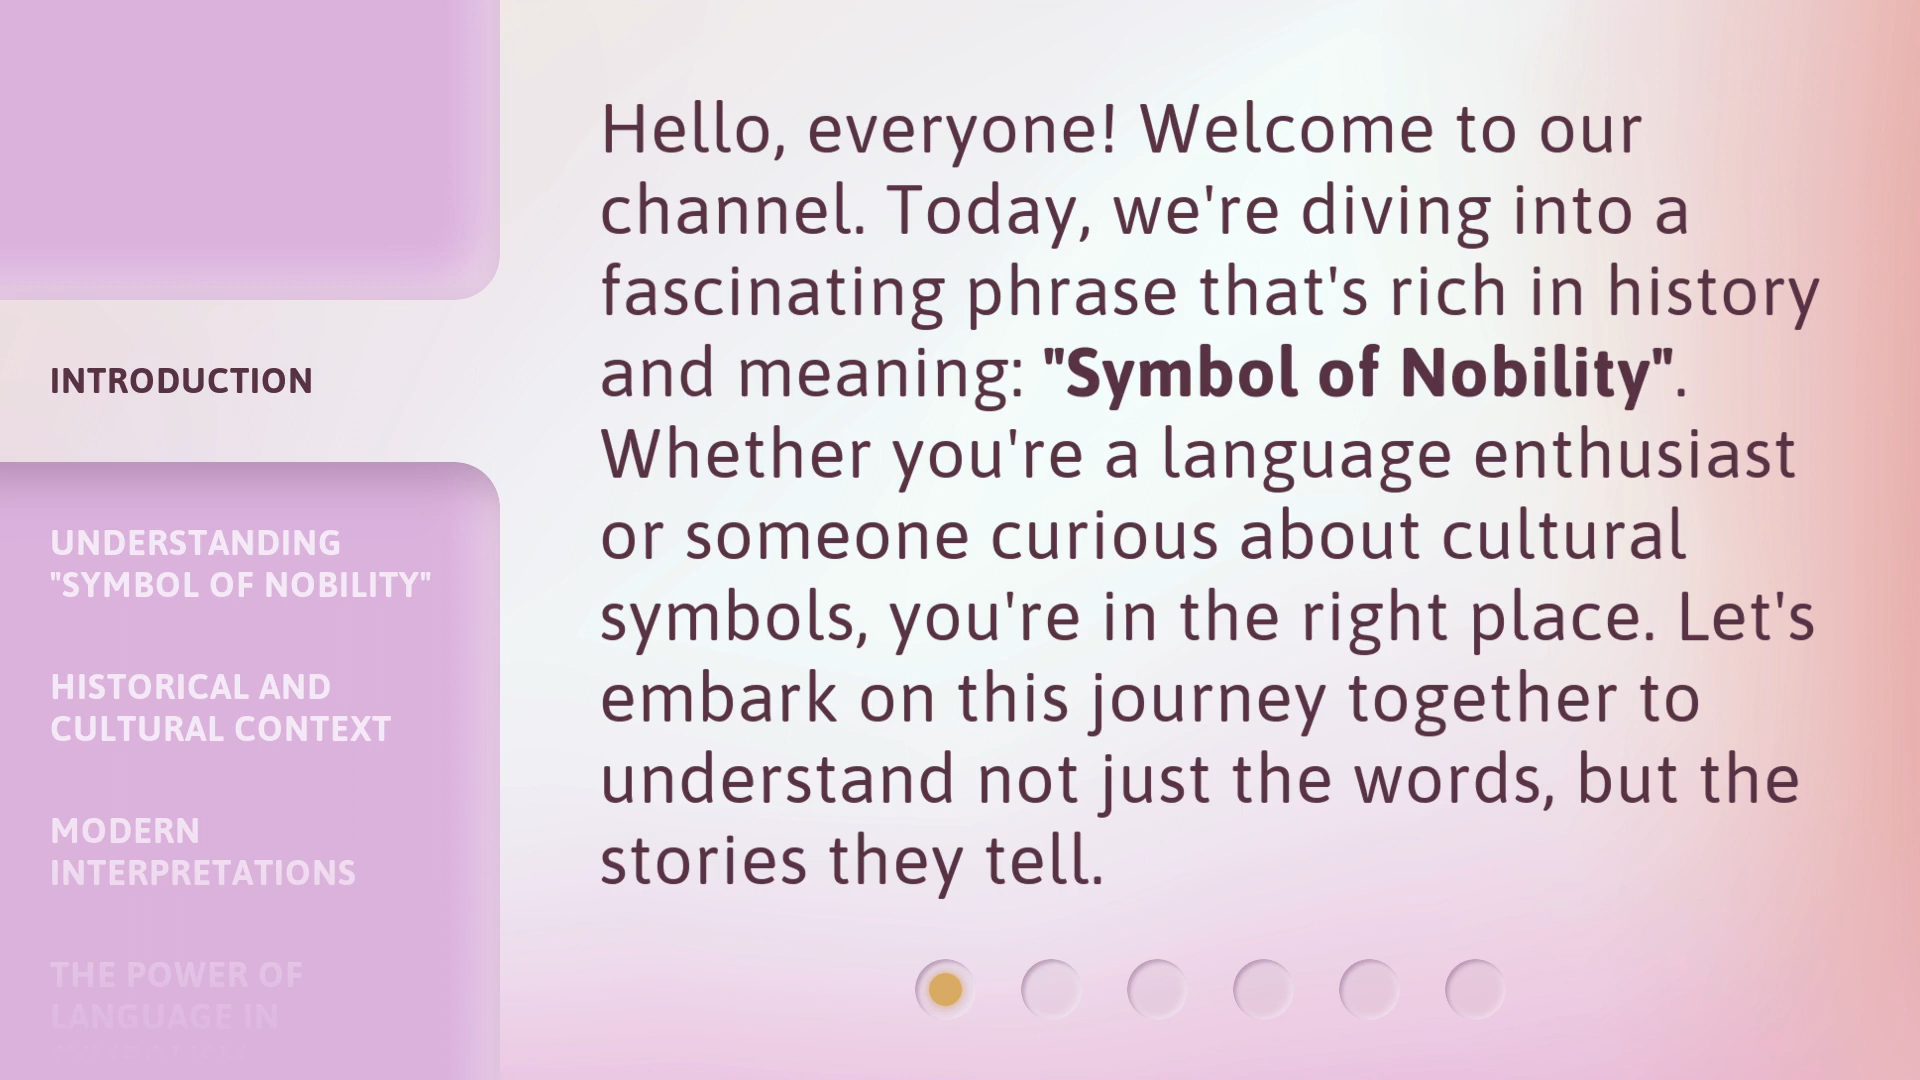 INTRODUCTION
UNDERSTANDING
"SYMBOL OF NOBILITY"
HISTORICAL AND
CULTURAL CONTEXT
MODERN
INTERPRETATIONS
THE POWER OF
LANGUAGE IN
Hello, everyone! Welcome to our
channel. Today, we're diving into a
fascinating phrase that's rich in history
and meaning: "Symbol of Nobility".
Whether you're a language enthusiast
or someone curious about cultural
symbols, you're in the right place. Let's
embark on this journey together to
understand not just the words, but the
stories they tell.